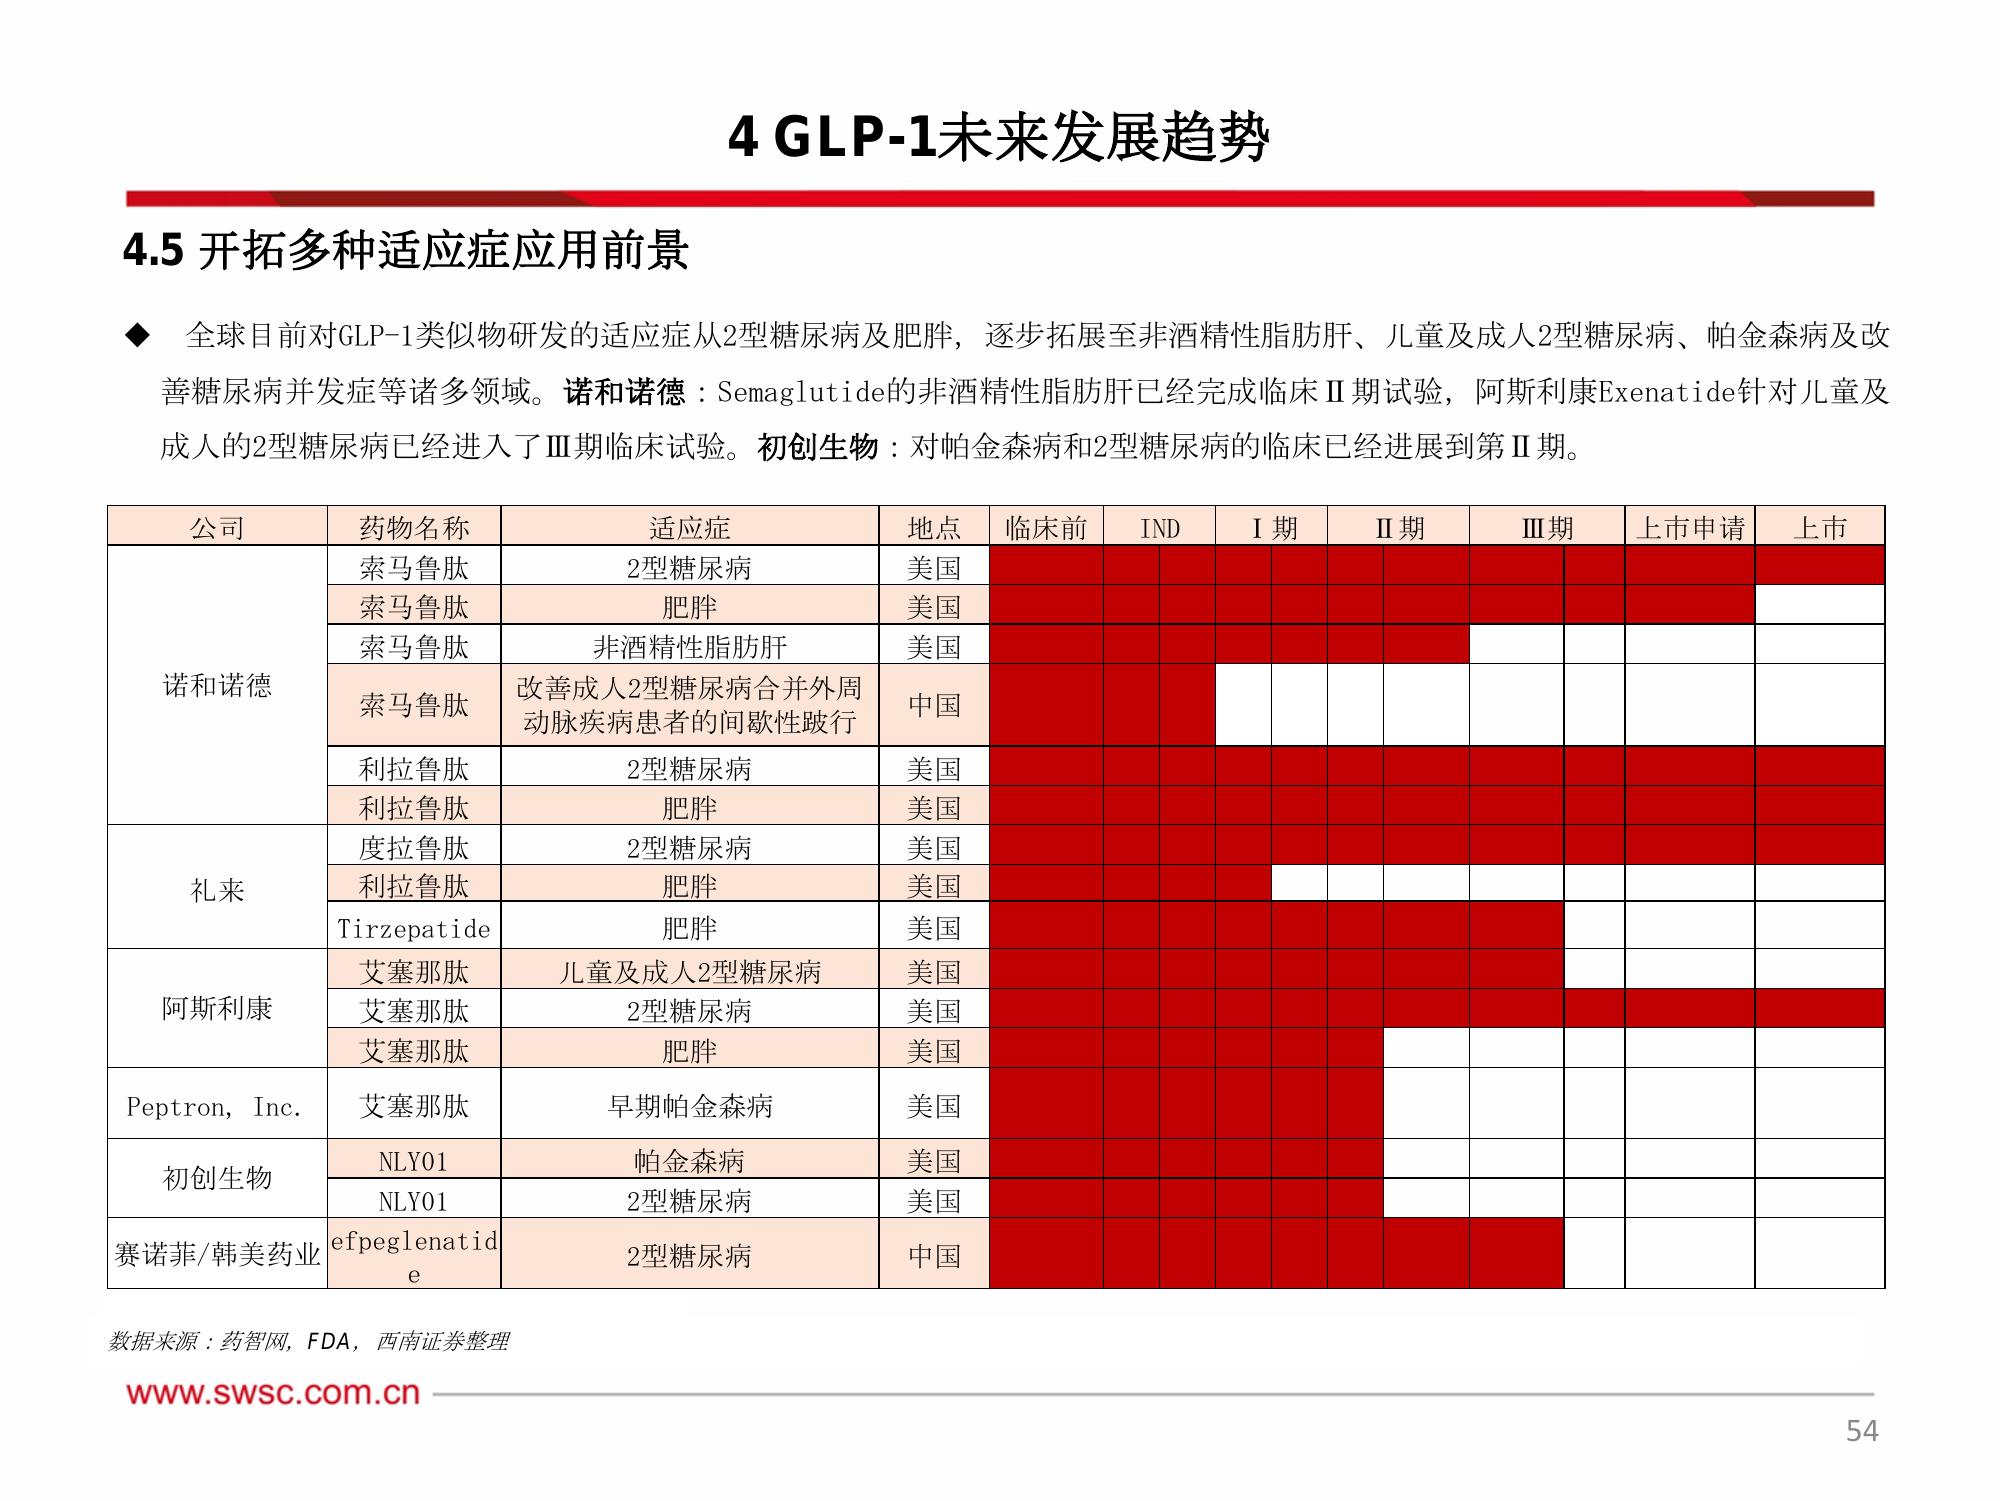 4 GLP-1未来发展趋势
4.5 开拓多种适应症应用前景
◆ 全球目前对GLP-1类似物研发的适应症从2型糖尿病及肥胖，逐步拓展至非酒精性脂肪肝、儿童及成人2型糖尿病、帕金森病及改
善糖尿病并发症等诸多领域。诺和诺德：Semaglutide的非酒精性脂肪肝已经完成临床Ⅱ期试验，阿斯利康Exenatide针对儿童及
成人的2型糖尿病已经进入了Ⅲ期临床试验。初创生物：对帕金森病和2型糖尿病的临床已经进展到第Ⅱ期。
公司 药物名称 适应症 地点 临床前 IND Ⅰ期 Ⅱ期 Ⅲ期 上市申请 上市
诺和诺德
索马鲁肽 2型糖尿病 美国
索马鲁肽 肥胖 美国
索马鲁肽 非酒精性脂肪肝 美国
索马鲁肽 改善成人2型糖尿病合并外周
动脉疾病患者的间歇性跛行 中国
利拉鲁肽 2型糖尿病 美国
利拉鲁肽 肥胖 美国
礼来
度拉鲁肽 2型糖尿病 美国
利拉鲁肽 肥胖 美国
Tirzepatide 肥胖 美国
阿斯利康
艾塞那肽 儿童及成人2型糖尿病 美国
艾塞那肽 2型糖尿病 美国
艾塞那肽 肥胖 美国
Peptron, Inc. 艾塞那肽 早期帕金森病 美国
初创生物
NLY01 帕金森病 美国
NLY01 2型糖尿病 美国
赛诺菲/韩美药业 efpeglenatid
e 2型糖尿病 中国
数据来源：药智网，FDA，西南证券整理
www.swsc.com.cn
54